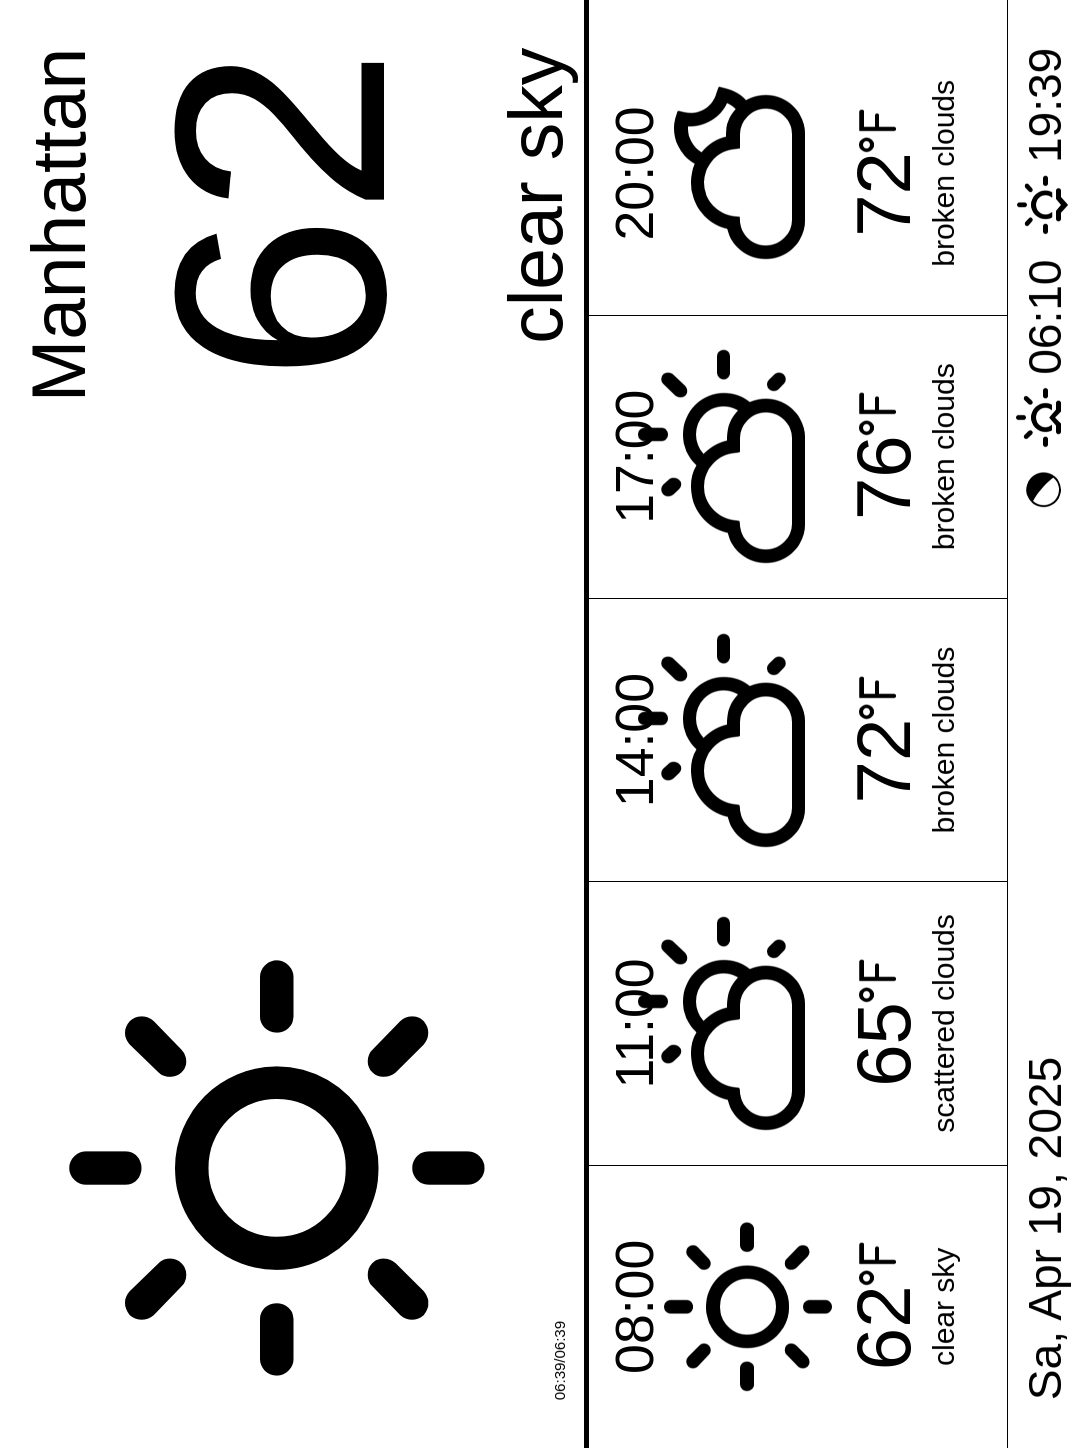 Manhattan
62
clear sky
06:39/06:39
08:00
62°F
clear sky
11:00
65°F
scattered clouds
14:00
72°F
broken clouds
17:00
76°F
broken clouds
20:00
72°F
broken clouds
Sa, Apr 19, 2025
06:10 19:39